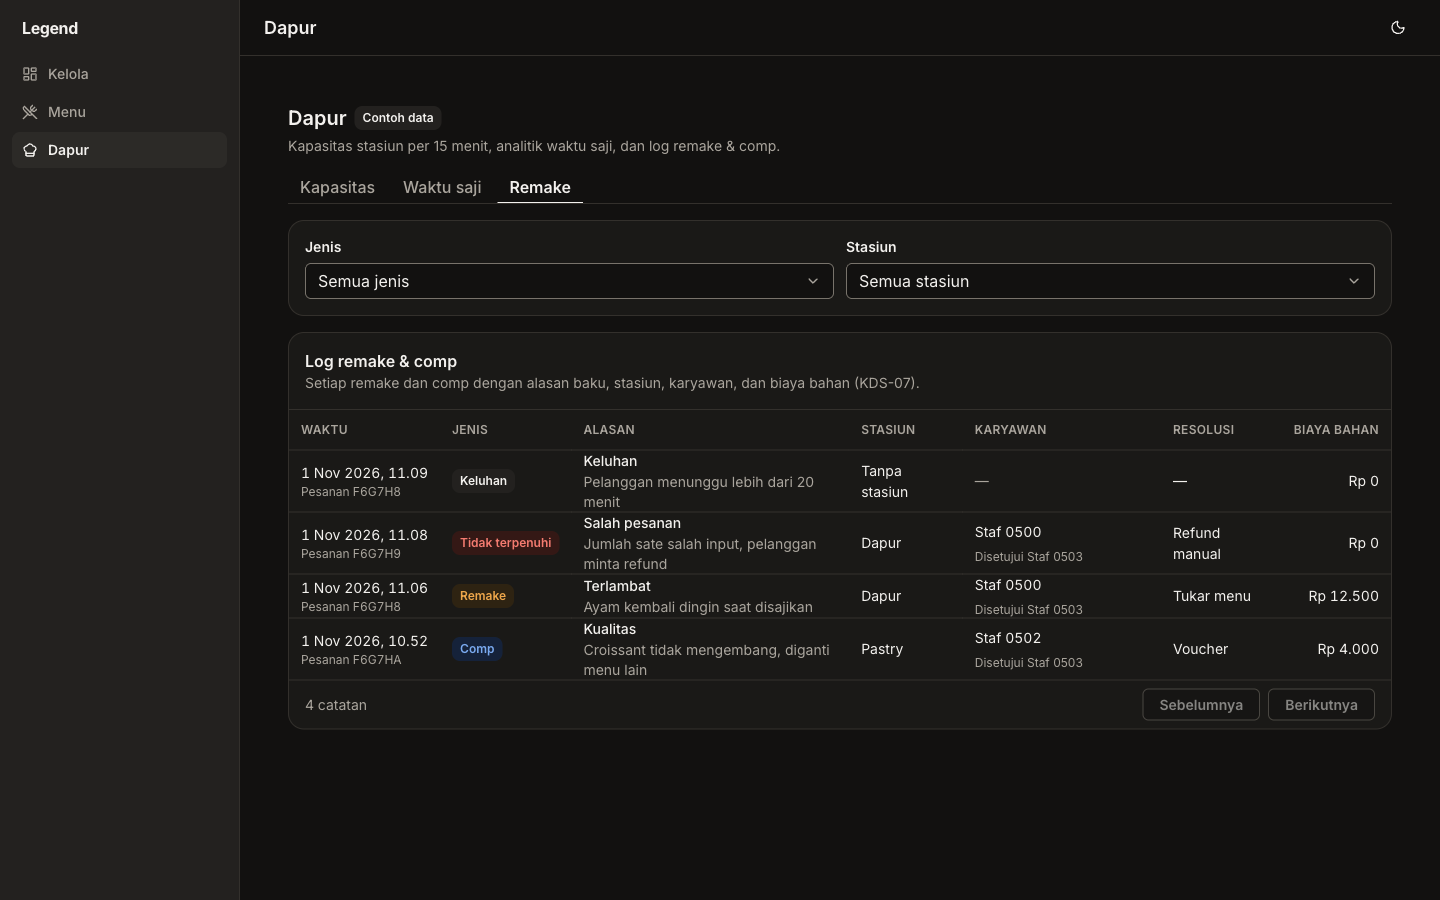 Legend
Dapur
Kelola
Menu
Dapur
Dapur
Contoh data
Kapasitas stasiun per 15 menit, analitik waktu saji, dan log remake & comp.
Kapasitas
Waktu saji
Remake
Jenis
Stasiun
Semua jenis
Semua stasiun
Log remake & comp
Setiap remake dan comp dengan alasan baku, stasiun, karyawan, dan biaya bahan (KDS-07).
WAKTU
JENIS
ALASAN
STASIUN
KARYAWAN
RESOLUSI
BIAYA BAHAN
1 Nov 2026, 11.09
Pesanan F6G7H8
Keluhan
Keluhan
Pelanggan menunggu lebih dari 20
menit
Tanpa
stasiun
—
—
Rp 0
1 Nov 2026, 11.08
Pesanan F6G7H9
Tidak terpenuhi
Salah pesanan
Jumlah sate salah input, pelanggan
minta refund
Dapur
Staf 0500
Disetujui Staf 0503
Refund
manual
Rp 0
1 Nov 2026, 11.06
Pesanan F6G7H8
Remake
Terlambat
Ayam kembali dingin saat disajikan
Dapur
Staf 0500
Disetujui Staf 0503
Tukar menu
Rp 12.500
1 Nov 2026, 10.52
Pesanan F6G7HA
Comp
Kualitas
Croissant tidak mengembang, diganti
menu lain
Pastry
Staf 0502
Disetujui Staf 0503
Voucher
Rp 4.000
4 catatan
Sebelumnya
Berikutnya